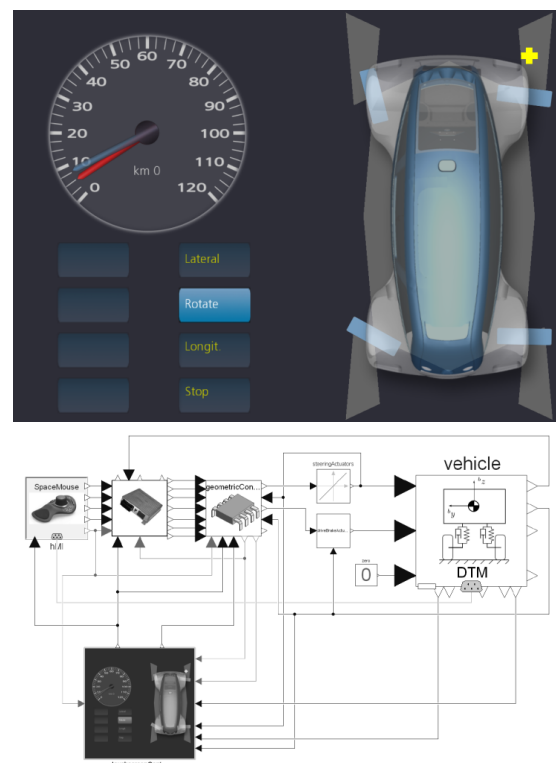 60
50
70
40
80
30
90
20
100
10
110
km 0
0
120
Lateral
Rotate
Longit.
Stop
vehicle
SpaceMouse
geometricCon...
steeringActuators
zero
0
DTM
z
y